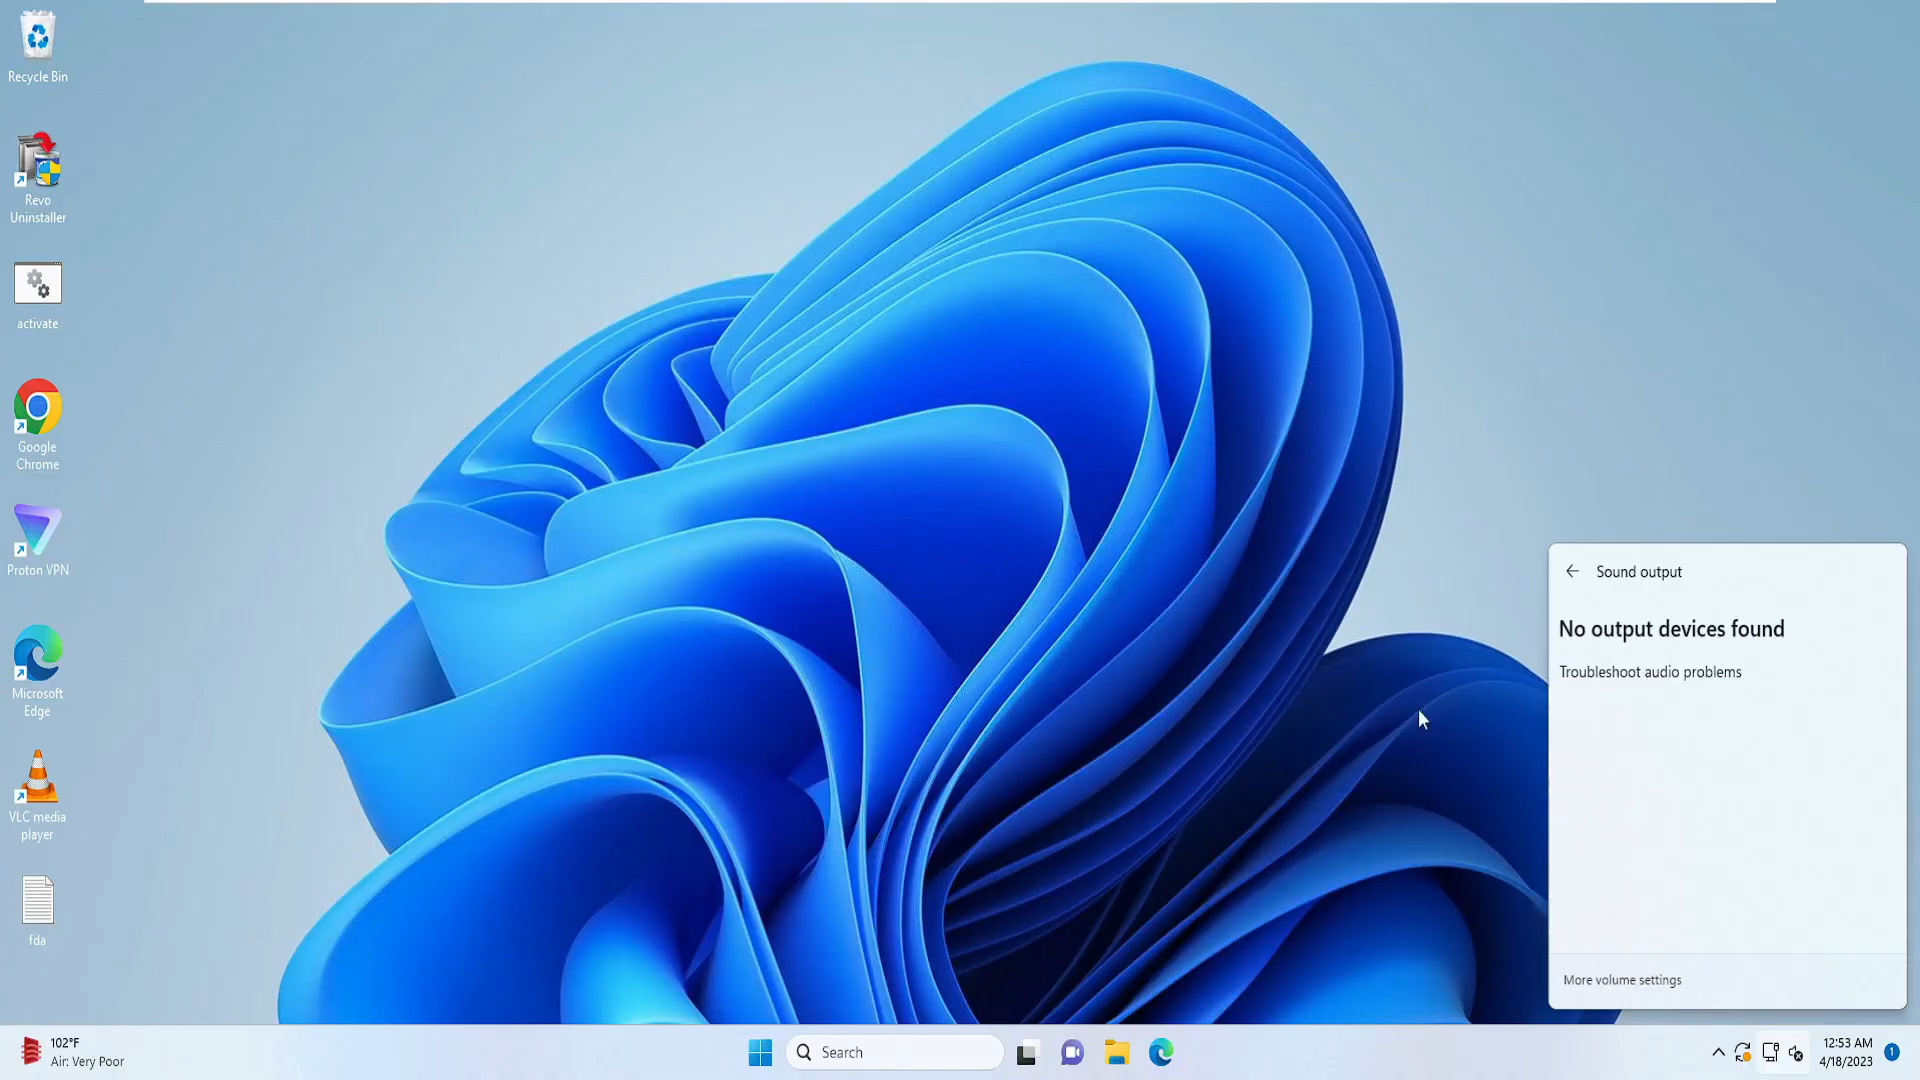 Recycle Bin
Revo
Uninstaller
activate
Google
Chrome
Proton VPN
Microsoft
Edge
VLC media
player
fda
Sound output
No output devices found
Troubleshoot audio problems
More volume settings
102°F
Air: Very Poor
Search
12:53 AM
4/18/2023
1